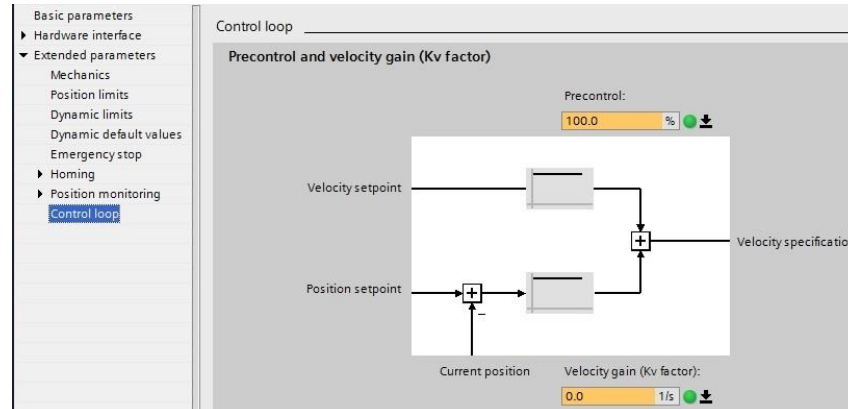 Basic parameters
Hardware interface
Extended parameters
Mechanics
Position limits
Dynamic limits
Dynamic default values
Emergency stop
Homing
Position monitoring
Control loop
Control loop
Precontrol and velocity gain (Kv factor)
Precontrol:
100.0 %
Velocity setpoint
+
Velocity specificatio
Position setpoint
+
−
Current position
Velocity gain (Kv factor):
0.0 1/s